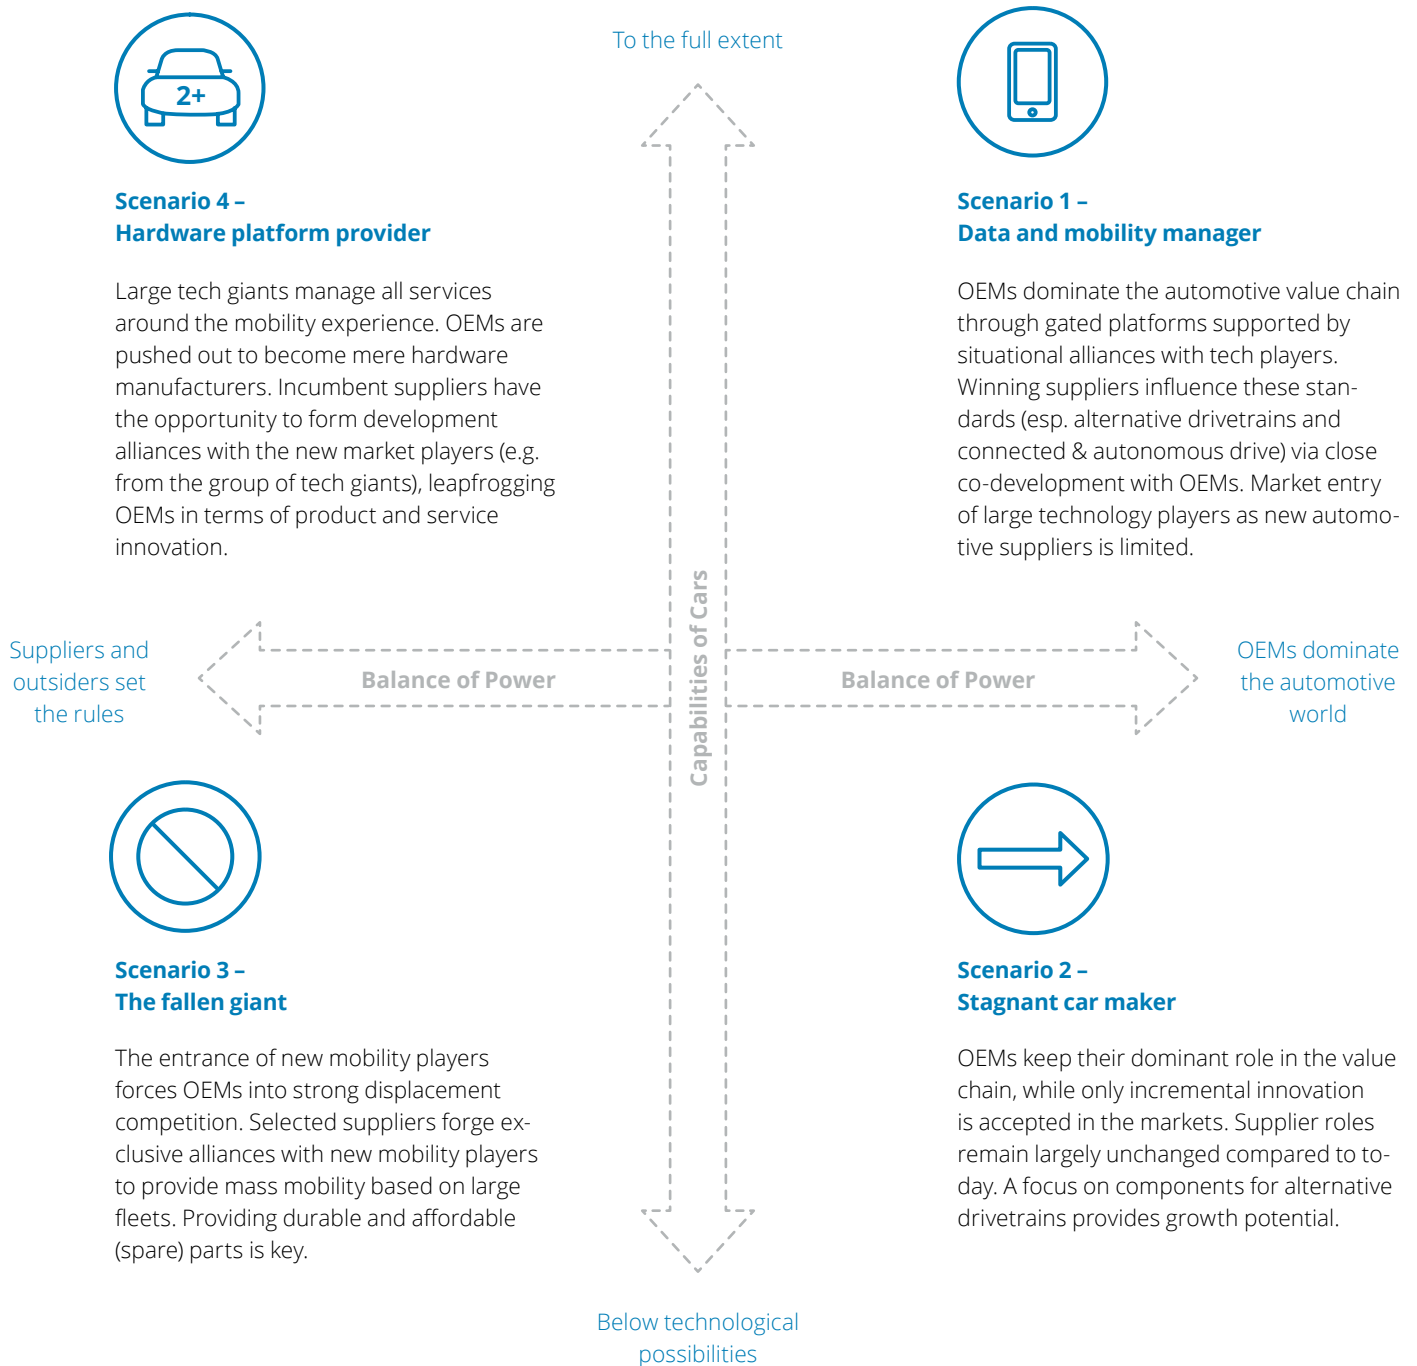 To the full extent
2+
Scenario 4 –
Hardware platform provider
Large tech giants manage all services
around the mobility experience. OEMs are
pushed out to become mere hardware
manufacturers. Incumbent suppliers have
the opportunity to form development
alliances with the new market players (e.g.
from the group of tech giants), leapfrogging
OEMs in terms of product and service
innovation.
Scenario 1 –
Data and mobility manager
OEMs dominate the automotive value chain
through gated platforms supported by
situational alliances with tech players.
Winning suppliers influence these stan-
dards (esp. alternative drivetrains and
connected & autonomous drive) via close
co-development with OEMs. Market entry
of large technology players as new automo-
tive suppliers is limited.
Suppliers and
outsiders set
the rules
Balance of Power
Capabilities of Cars
Balance of Power
OEMs dominate
the automotive
world
Scenario 3 –
The fallen giant
The entrance of new mobility players
forces OEMs into strong displacement
competition. Selected suppliers forge ex-
clusive alliances with new mobility players
to provide mass mobility based on large
fleets. Providing durable and affordable
(spare) parts is key.
Scenario 2 –
Stagnant car maker
OEMs keep their dominant role in the value
chain, while only incremental innovation
is accepted in the markets. Supplier roles
remain largely unchanged compared to to-
day. A focus on components for alternative
drivetrains provides growth potential.
Below technological
possibilities